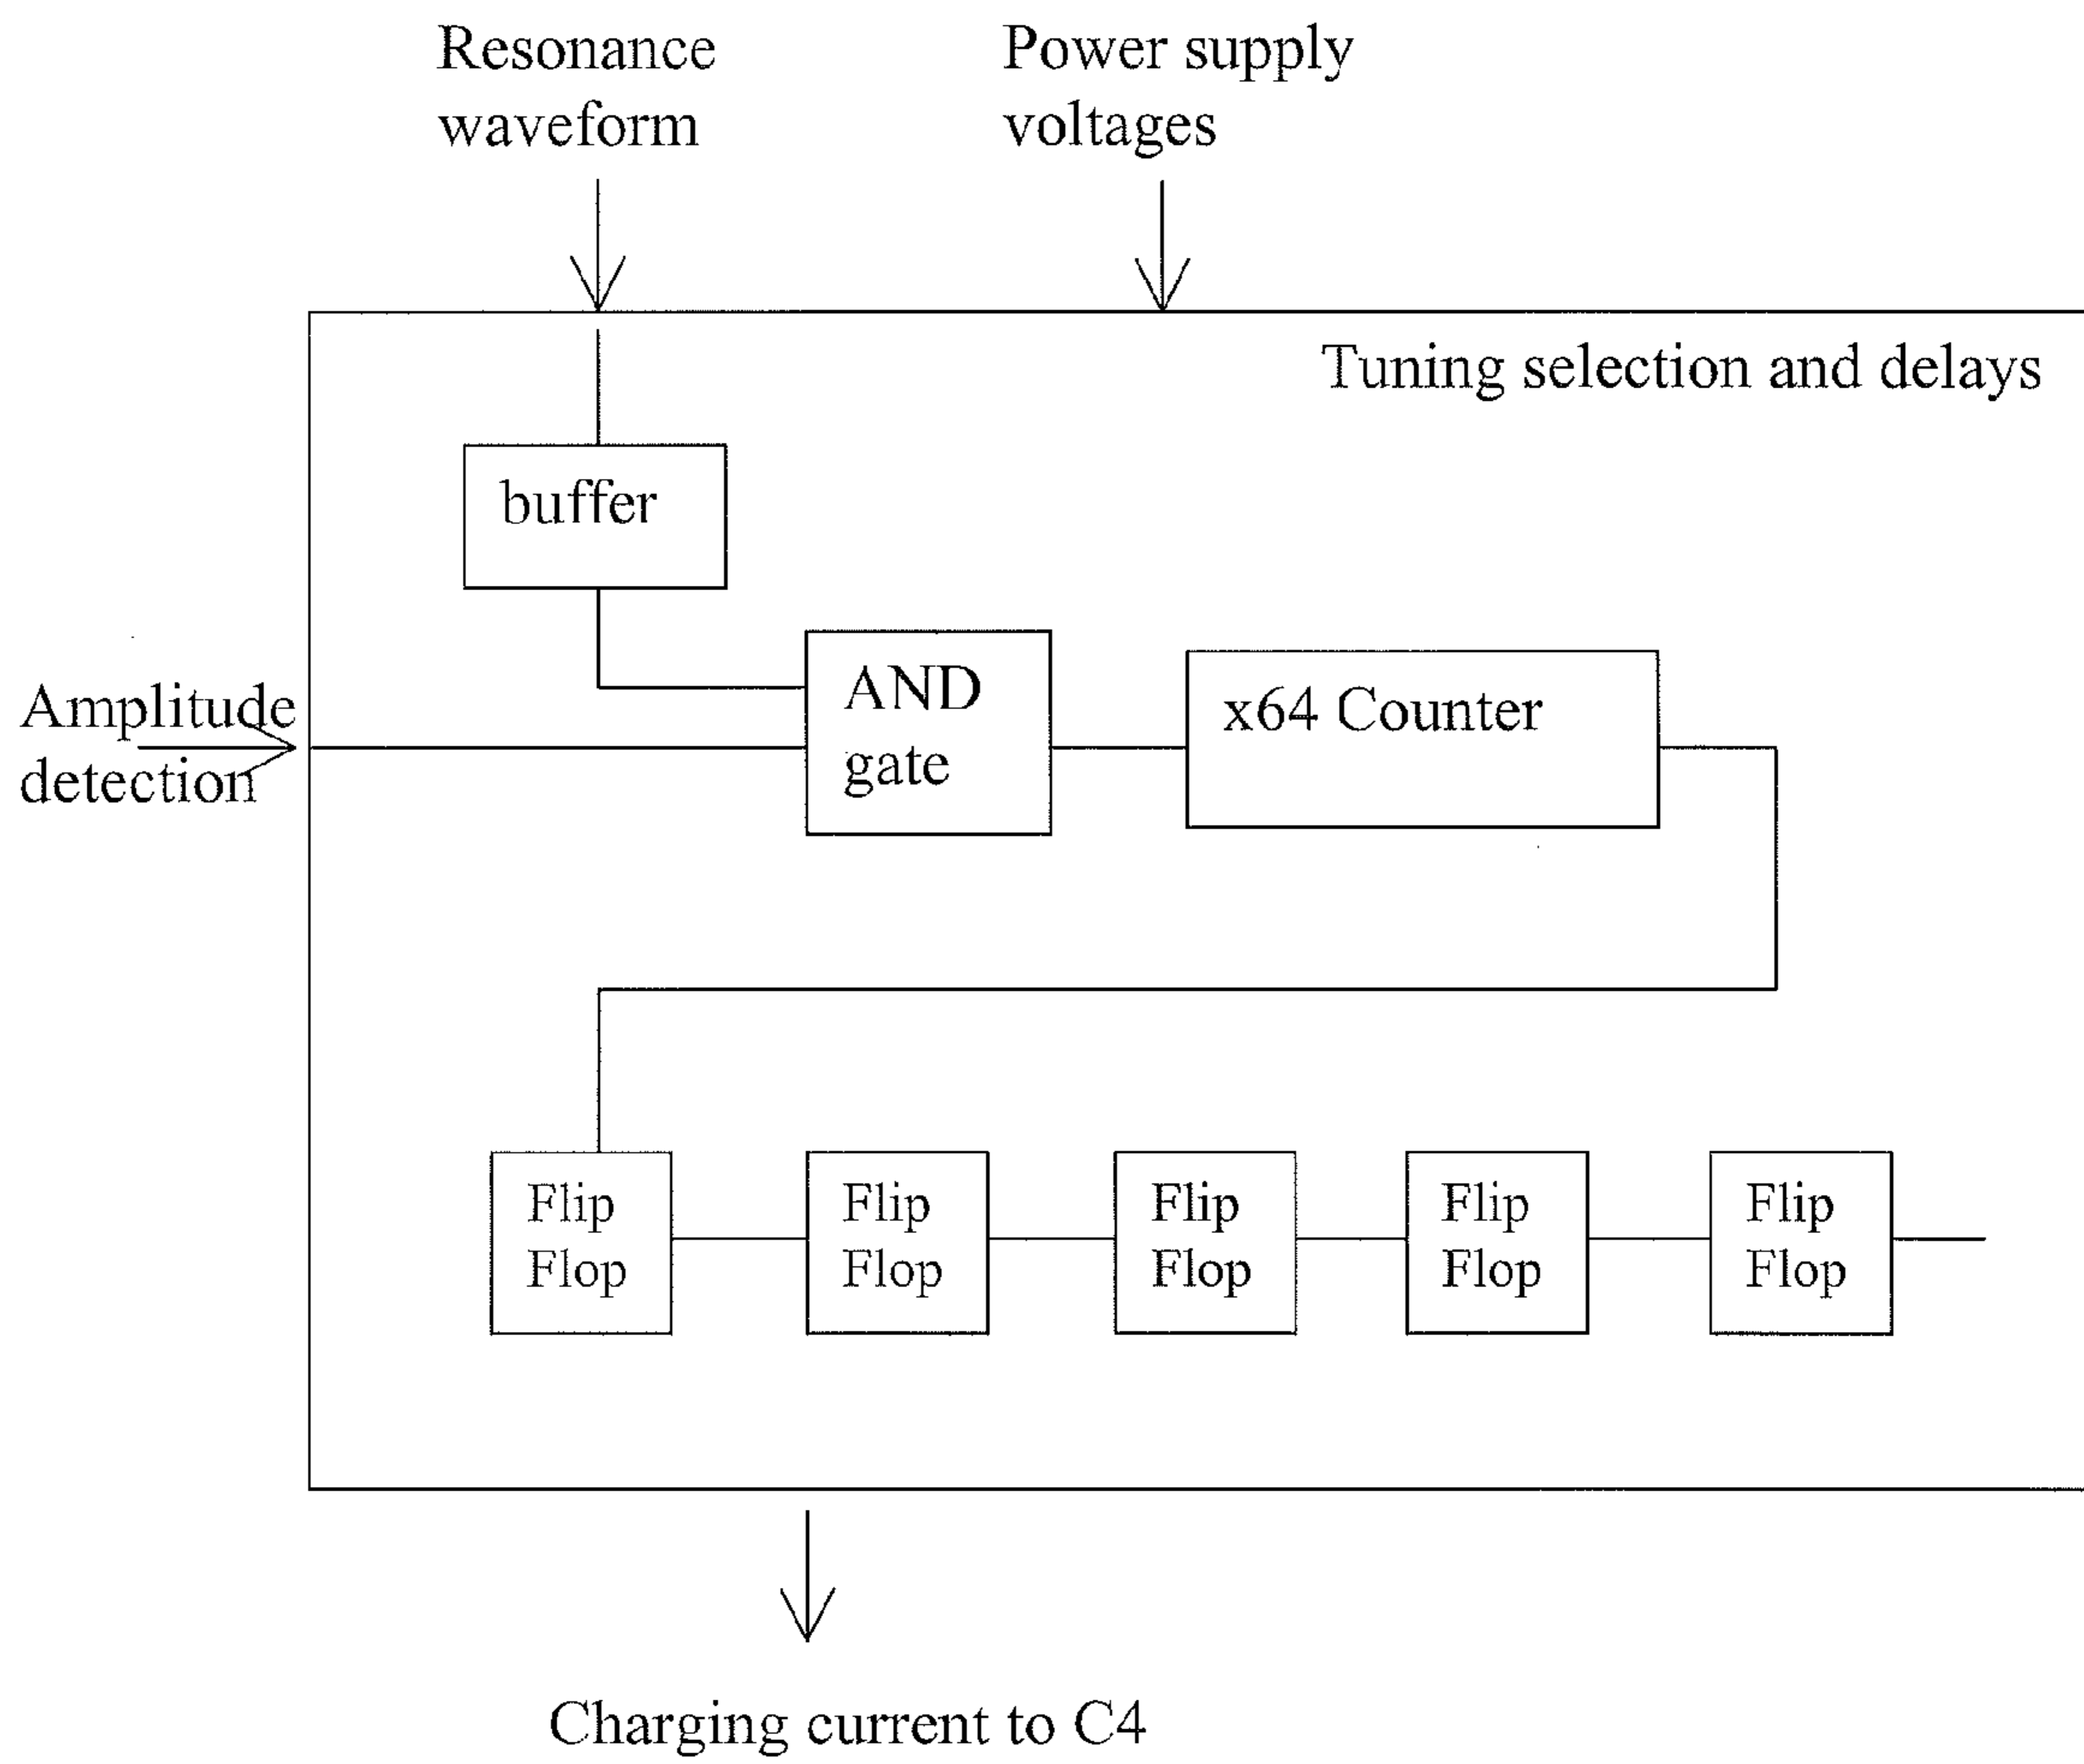 Resonance
waveform
Power supply
voltages
Tuning selection and delays
buffer
Amplitude
detection
AND
gate
x64 Counter
Flip
Flop
Flip
Flop
Flip
Flop
Flip
Flop
Flip
Flop
Charging current to C4